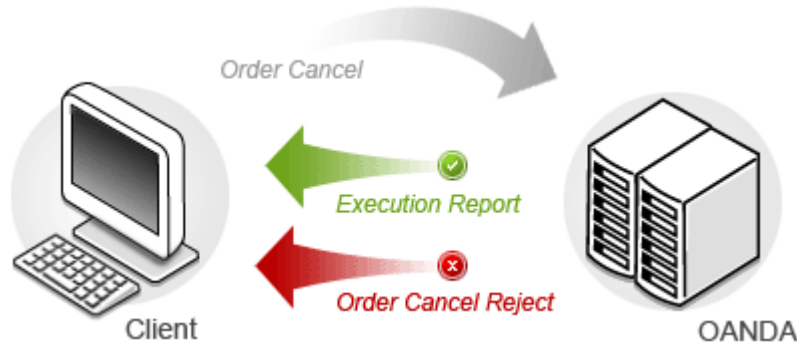 Order Cancel
Execution Report
Order Cancel Reject
Client
OANDA